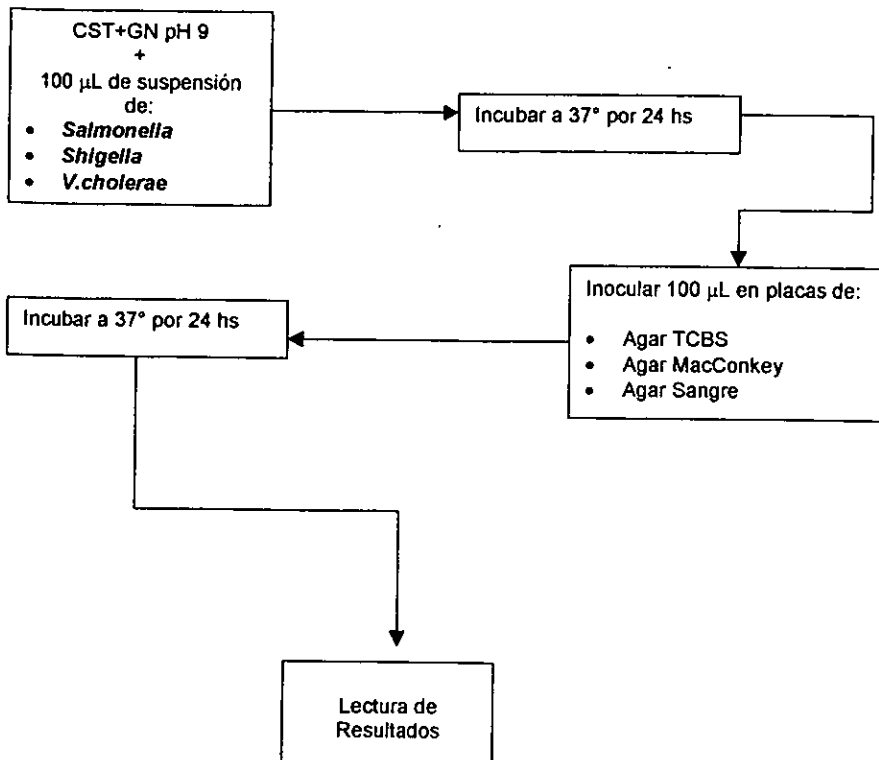 CST+GN pH 9
+
100 µL de suspensión
de:
• Salmonella
• Shigella
• V.cholerae
Incubar a 37° por 24 hs
Inocular 100 µL en placas de:
• Agar TCBS
• Agar MacConkey
• Agar Sangre
Incubar a 37° por 24 hs
Lectura de
Resultados